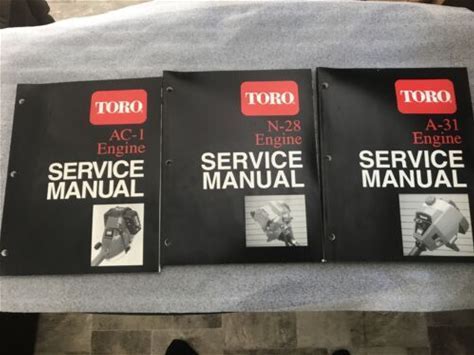 TORO
AC-1
Engine
SERVICE
MANUAL
TORO
N-28
Engine
SERVICE
MANUAL
TORO
A-31
Engine
SERVICE
MANUAL